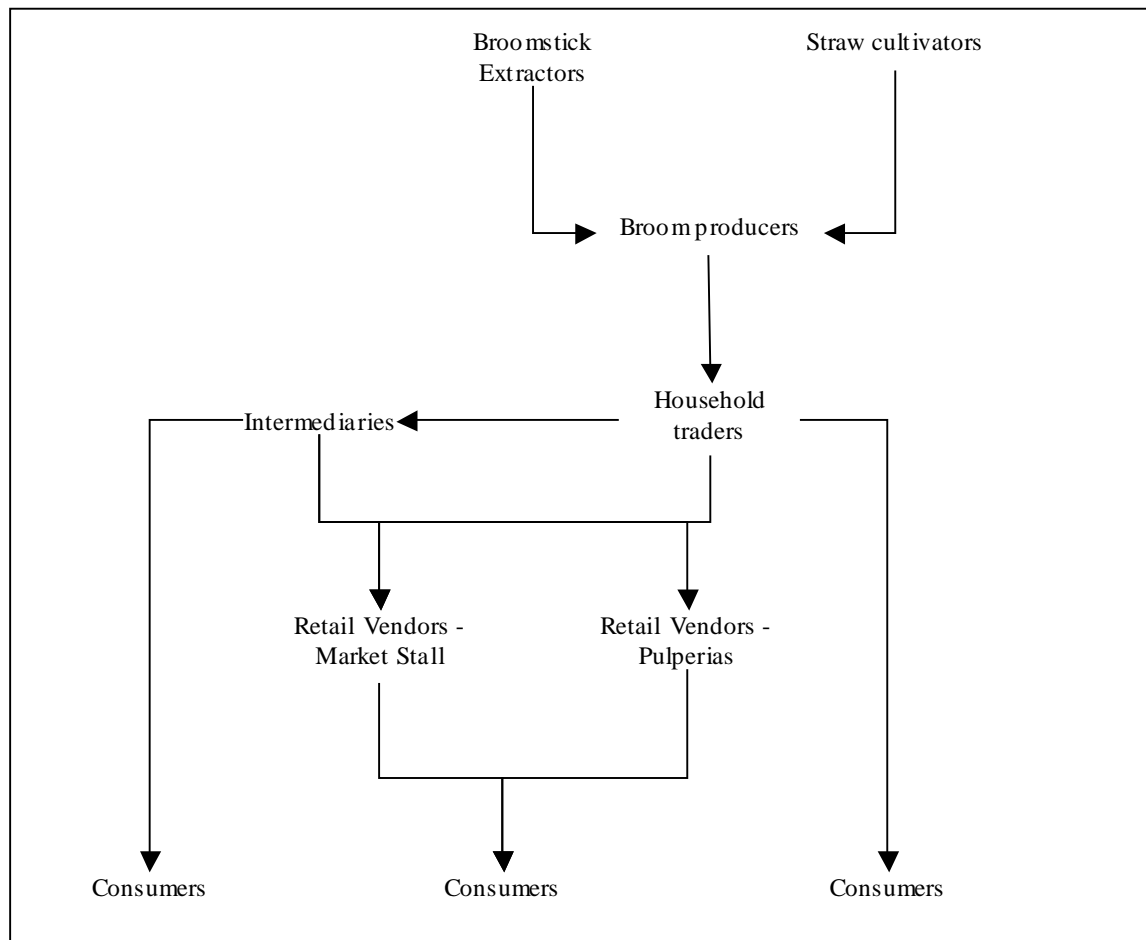 Broomstick
Extractors
Straw cultivators
Broom producers
Household
traders
Intermediaries
Retail Vendors -
Market Stall
Retail Vendors -
Pulperias
Consumers
Consumers
Consumers